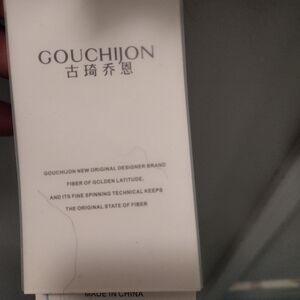 GOUCHIJON
古琦乔恩
GOUCHIJON NEW ORIGINAL DESIGNER BRAND
FIBER OF GCLDEN LATITUDE.
AND ITS FINE SPINNING TECHNICAL KEEPS
THE ORIGINAL STATE OF FIBER
MADE IN CHINA